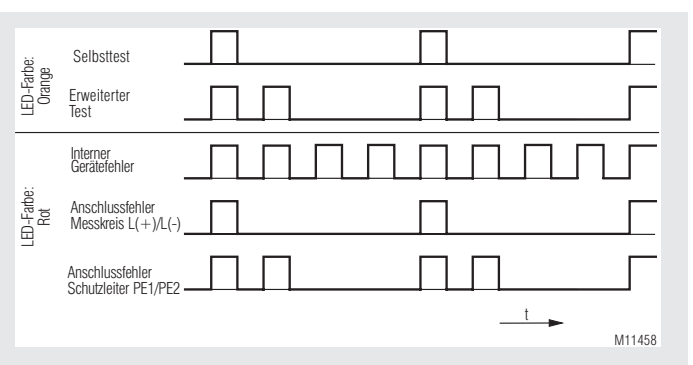 LED-Farbe:
Orange
Selbsttest
Erweiterter
Test
LED-Farbe:
Rot
Interner
Gerätefehler
Anschlussfehler
Messkreis L(+)/L(-)
Anschlussfehler
Schutzleiter PE1/PE2
t
M11458